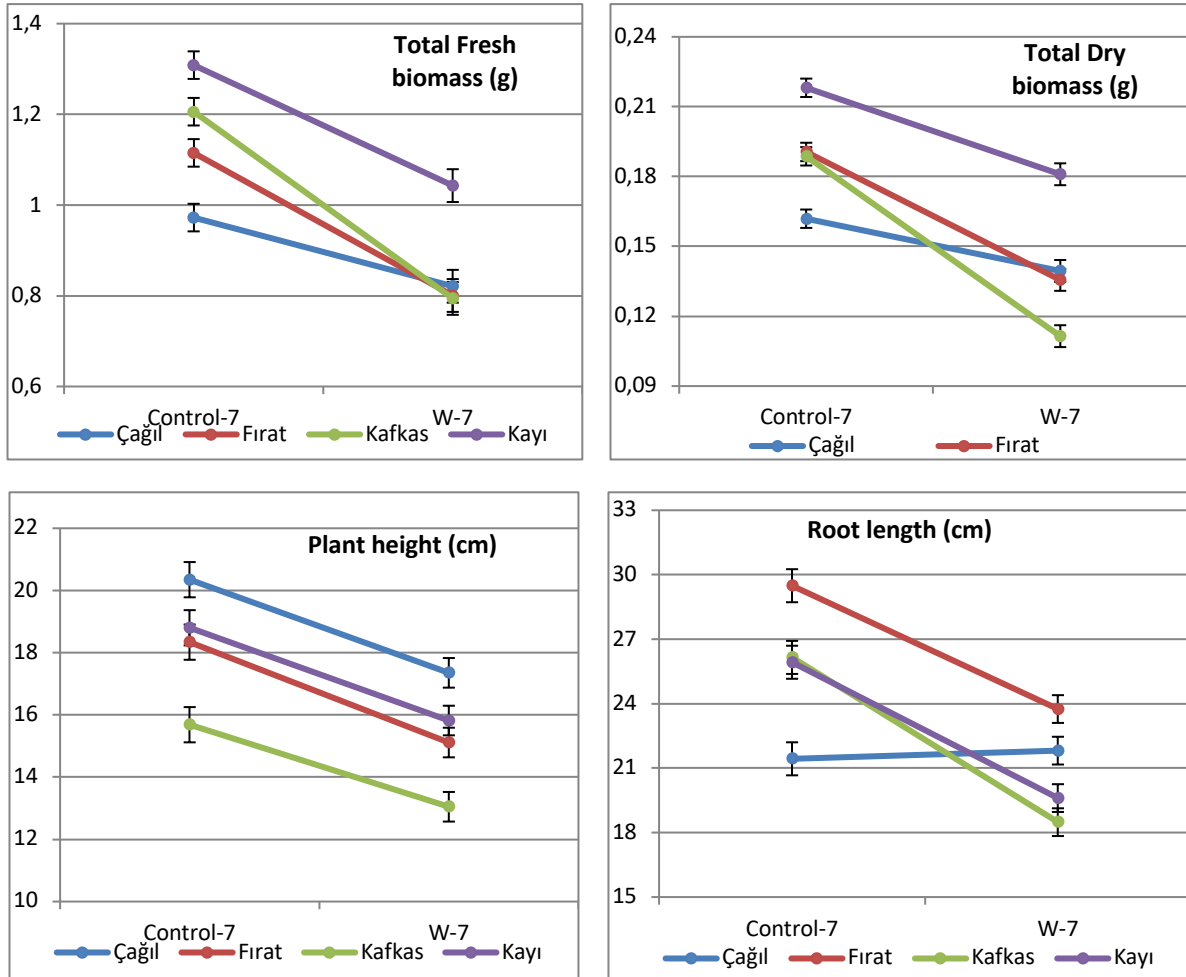 Total Fresh
biomass (g)
1,4
1,2
1
0,8
0,6
Control-7 W-7
Çağıl Fırat Kafkas Kayı
Total Dry
biomass (g)
0,24
0,21
0,18
0,15
0,12
0,09
Control-7 W-7
Çağıl Fırat
Plant height (cm)
22
20
18
16
14
12
10
Control-7 W-7
Çağıl Fırat Kafkas Kayı
Root length (cm)
33
30
27
24
21
18
15
Control-7 W-7
Çağıl Fırat Kafkas Kayı